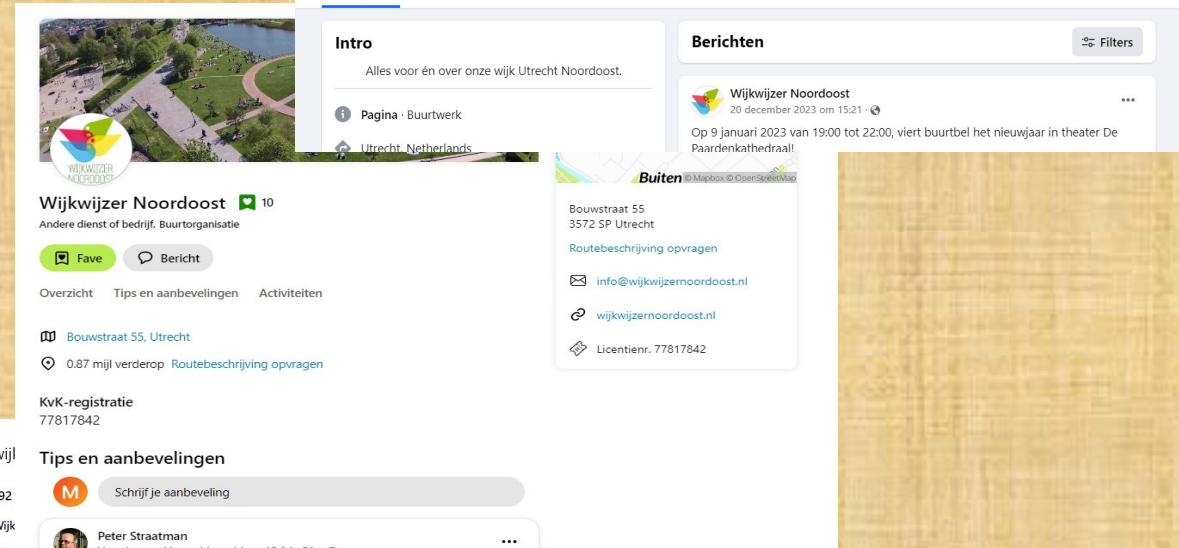 Intro
Alles voor én over onze wijk Utrecht Noordoost.
Pagina · Buurtwerk
Utrecht, Netherlands
Berichten
Filters
Wijkwijzer Noordoost
20 december 2023 om 15:21 ·
Op 9 januari 2023 van 19:00 tot 22:00, viert buurtbel het nieuwjaar in theater De
Paardenkathedraal!
WIJKWIJZER
NOORDOOST
Wijkwijzer Noordoost 10
Andere dienst of bedrijf, Buurtorganisatie
Fave Bericht
Overzicht Tips en aanbevelingen Activiteiten
Bouwstraat 55, Utrecht
0.87 mijl verderop Routebeschrijving opvragen
KvK-registratie
77817842
Tips en aanbevelingen
M Schrijf je aanbeveling
Peter Straatman
Buiten © Mapbox © OpenStreetMap
Bouwstraat 55
3572 SP Utrecht
Routebeschrijving opvragen
info@wijkwijzernoordoost.nl
wijkwijzernoordoost.nl
Licentienr. 77817842
92